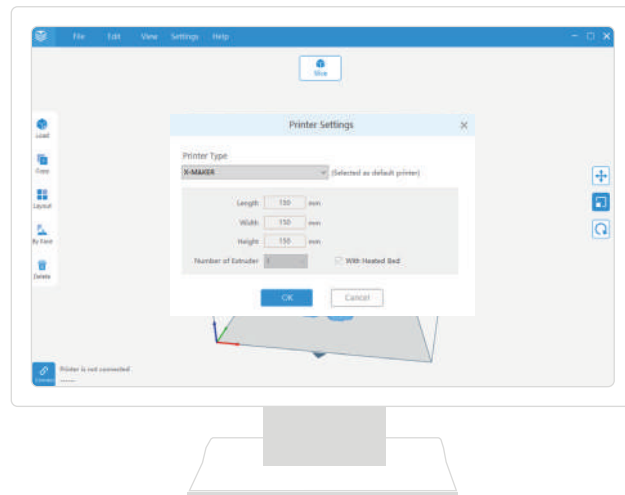 File Edit View Settings Help
Slice
Printer Settings
Load
Printer Type
X-MAKER (Selected as default printer)
Copy
Length 150 mm
Layout
Width 150 mm
Height 150 mm
By Face
Number of Extruder 1 With Heated Bed
Delete
OK Cancel
Printer is not connected
Connect ------